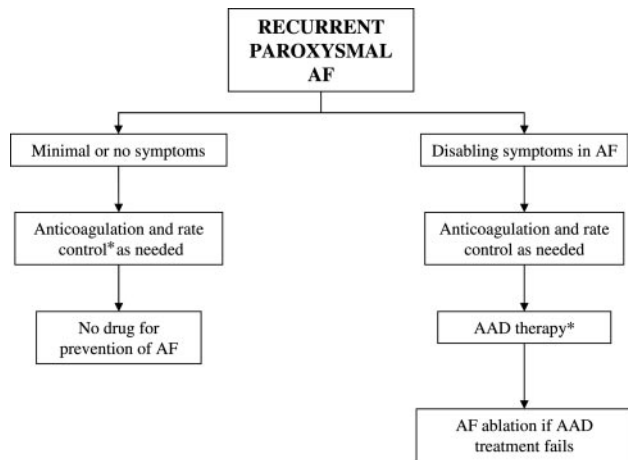 RECURRENT
PAROXYSMAL
AF
Minimal or no symptoms
Disabling symptoms in AF
Anticoagulation and rate
control* as needed
Anticoagulation and rate
control as needed
No drug for
prevention of AF
AAD therapy*
AF ablation if AAD
treatment fails